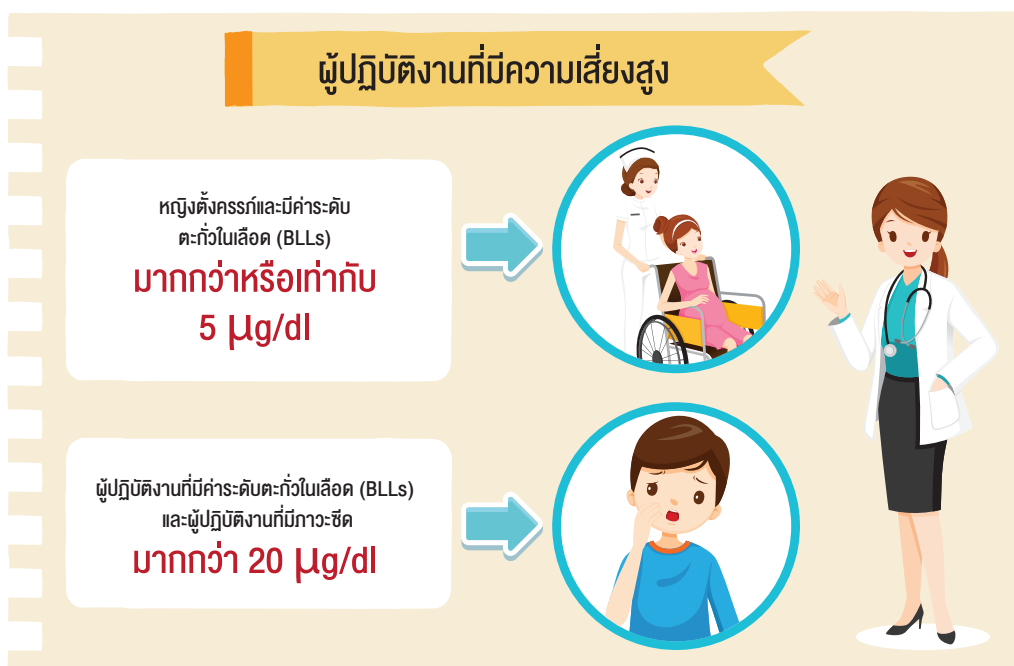 ผู้ปฏิบัติงานที่มีความเสี่ยงสูง
หญิงตั้งครรภ์และมีค่าระดับ
ตะกั่วในเลือด (BLLs)
มากกว่าหรือเท่ากับ
5 µg/dl
ผู้ปฏิบัติงานที่มีค่าระดับตะกั่วในเลือด (BLLs)
และผู้ปฏิบัติงานที่มีภาวะซีด
มากกว่า 20 µg/dl